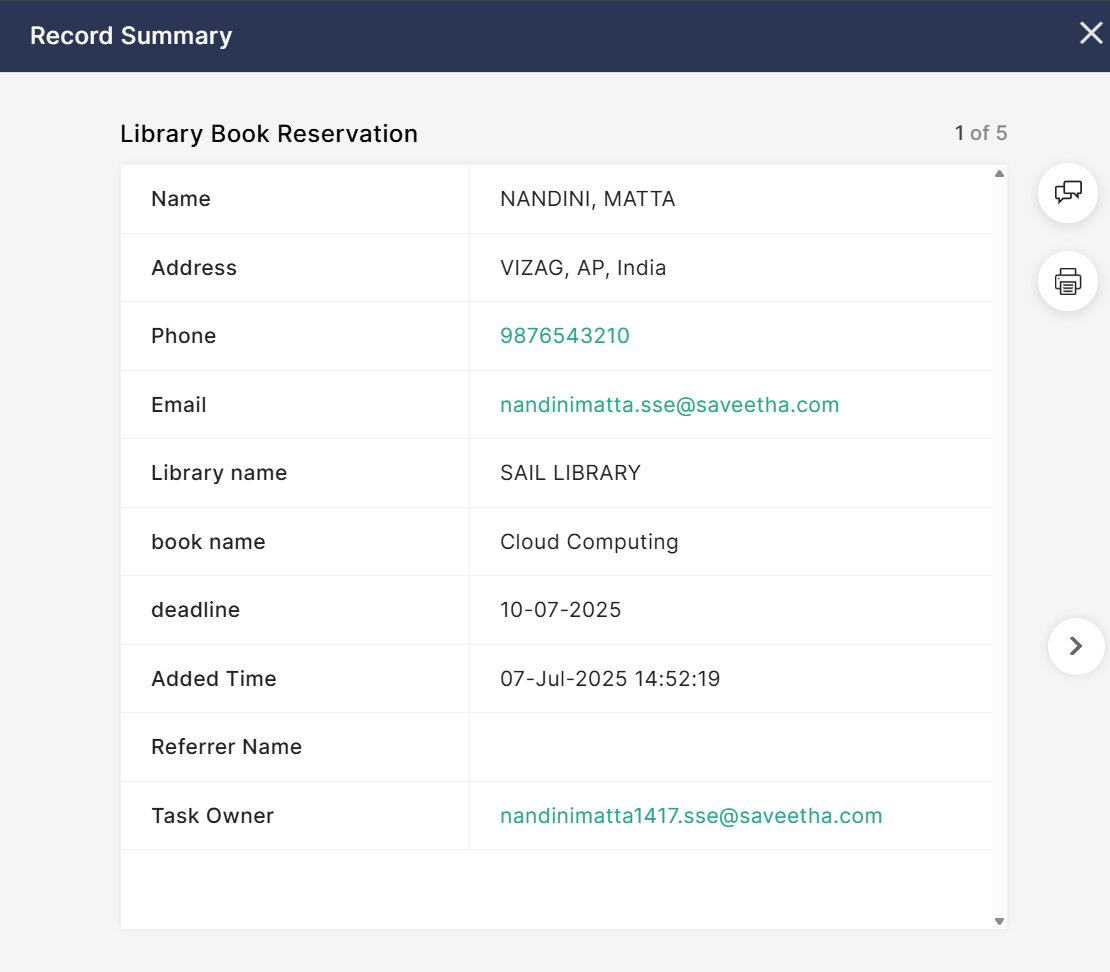 Record Summary
Library Book Reservation
1 of 5
Name
NANDINI, MATTA
Address
VIZAG, AP, India
Phone
9876543210
Email
nandinimatta.sse@saveetha.com
Library name
SAIL LIBRARY
book name
Cloud Computing
deadline
10-07-2025
Added Time
07-Jul-2025 14:52:19
Referrer Name
Task Owner
nandinimatta1417.sse@saveetha.com